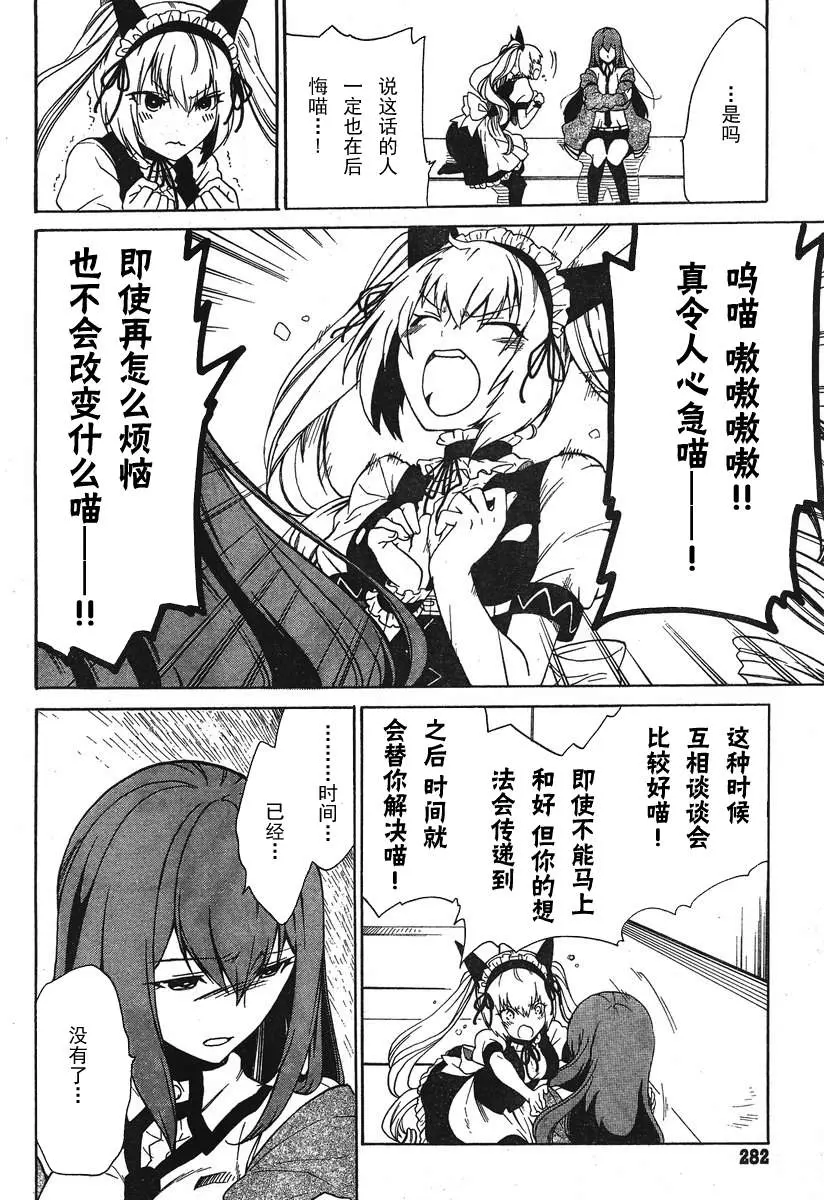 …是吗
说这话的人
一定也在后
悔喵…！
呜喵 嗷嗷嗷嗷!!
真令人心急喵——！
即使再怎么烦恼
也不会改变什么喵——!!
这种时候
互相谈谈会
比较好喵！
即使不能马上
和好 但你的想
法会传递到
之后 时间就
会替你解决喵！
………时间…
已经…
没有了…
282